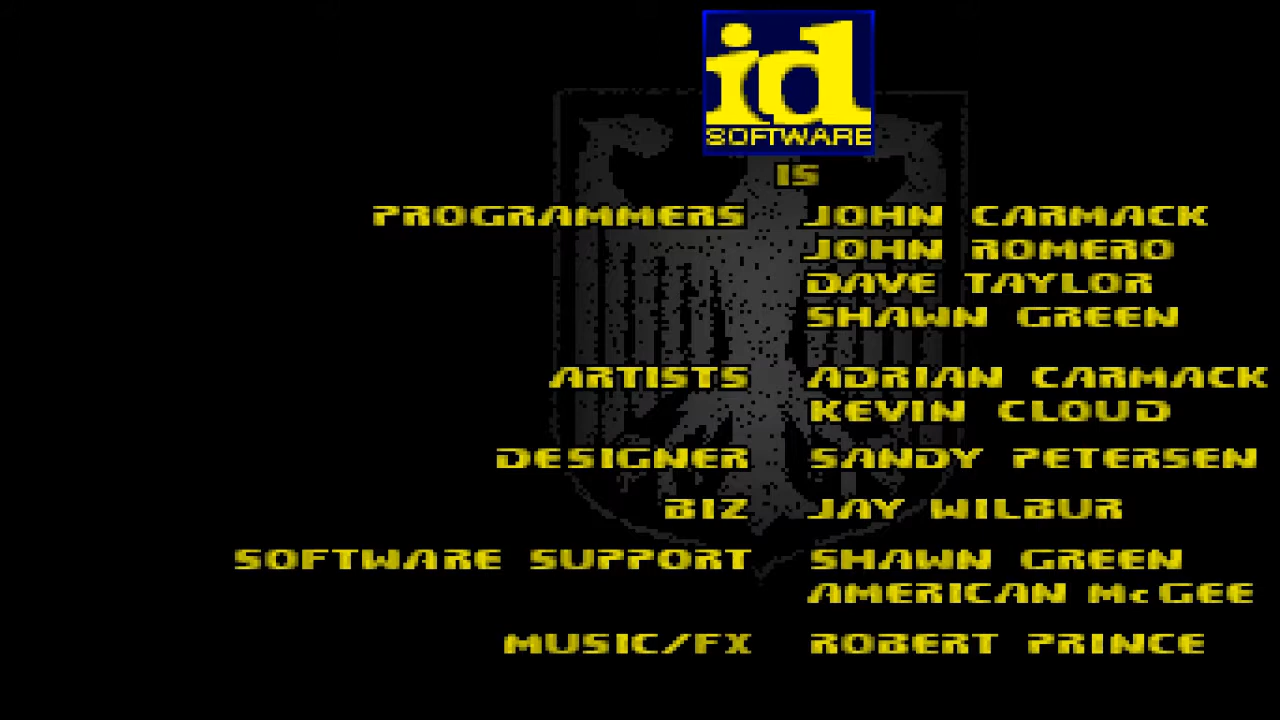 id
SOFTWARE
IS
PROGRAMMERS JOHN CARMACK
JOHN ROMERO
DAVE TAYLOR
SHAWN GREEN
ARTISTS ADRIAN CARMACK
KEVIN CLOUD
DESIGNER SANDY PETERSEN
BIZ JAY WILBUR
SOFTWARE SUPPORT SHAWN GREEN
AMERICAN McGEE
MUSIC/FX ROBERT PRINCE